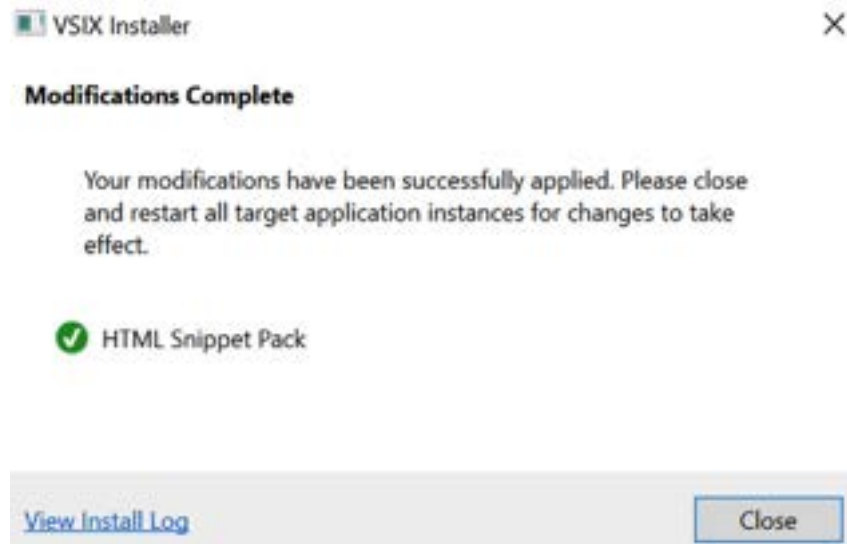 VSIX Installer
Modifications Complete
Your modifications have been successfully applied. Please close
and restart all target application instances for changes to take
effect.
HTML Snippet Pack
View Install Log
Close